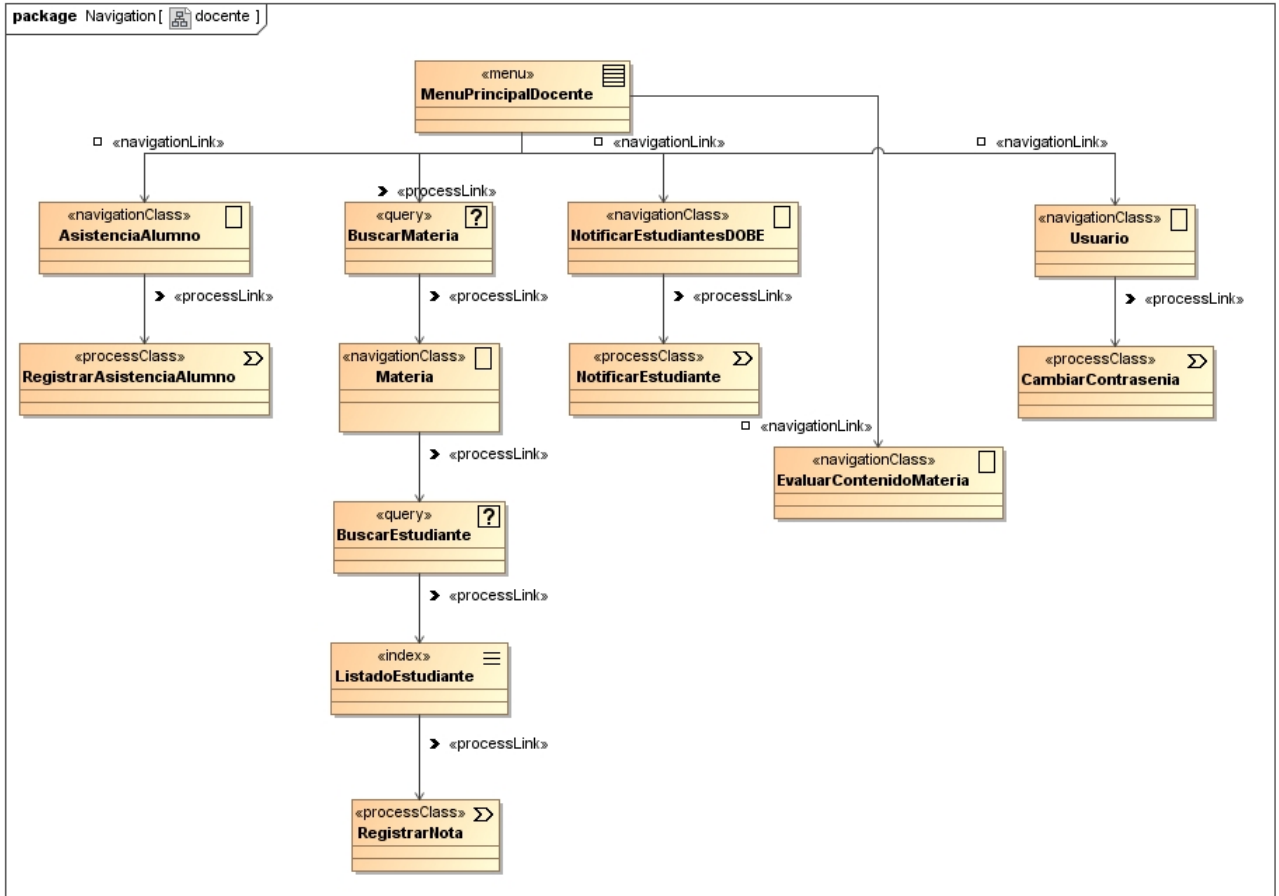 package Navigation [ docente ]
«menu»
MenuPrincipalDocente
«navigationLink»
«navigationLink»
«navigationLink»
«processLink»
«navigationClass»
AsistenciaAlumno
«query»
?
BuscarMateria
«navigationClass»
NotificarEstudiantesDOBE
«navigationClass»
Usuario
«processLink»
«processLink»
«processLink»
«processLink»
«processClass»
RegistrarAsistenciaAlumno
«navigationClass»
Materia
«processClass»
NotificarEstudiante
«processClass»
CambiarContrasenia
«navigationLink»
«processLink»
«navigationClass»
EvaluarContenidoMateria
«query»
?
BuscarEstudiante
«processLink»
«index»
ListadoEstudiante
«processLink»
«processClass»
RegistrarNota